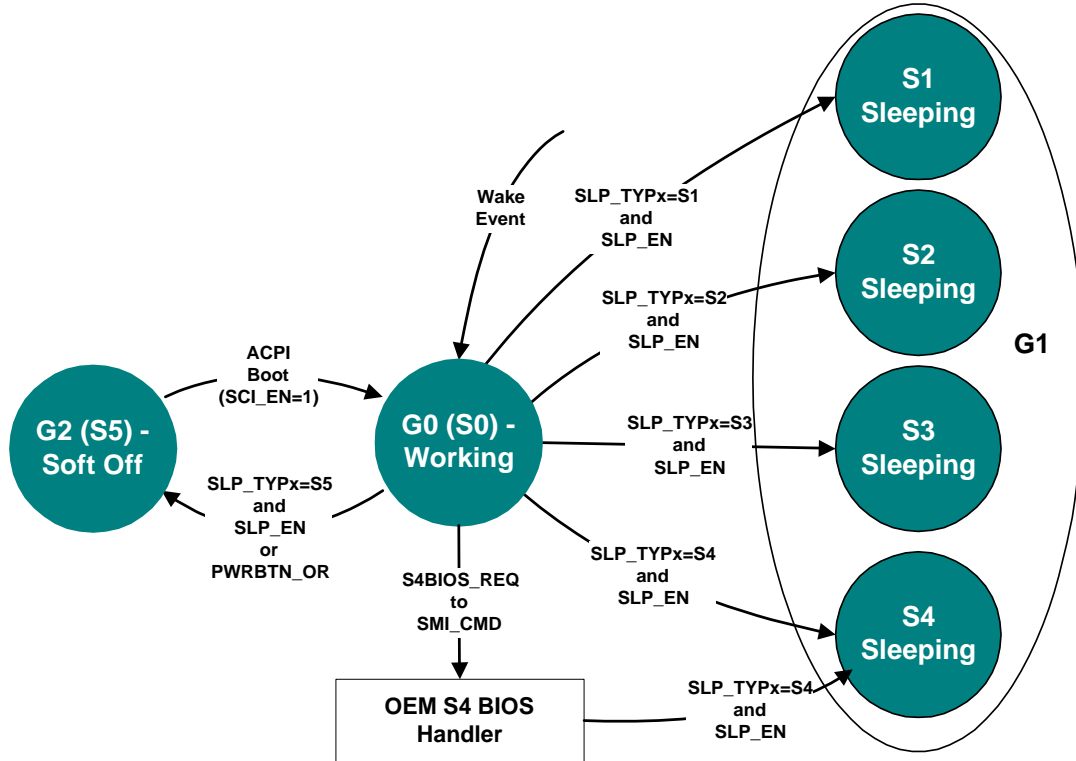 S1
Sleeping
Wake
Event
SLP_TYPx=S1
and
SLP_EN
S2
Sleeping
SLP_TYPx=S2
and
SLP_EN
G1
ACPI
Boot
(SCI_EN=1)
G2 (S5) -
Soft Off
G0 (S0) -
Working
SLP_TYPx=S3
and
SLP_EN
S3
Sleeping
SLP_TYPx=S5
and
SLP_EN
or
PWRBTN_OR
SLP_TYPx=S4
and
SLP_EN
S4BIOS_REQ
to
SMI_CMD
S4
Sleeping
OEM S4 BIOS
Handler
SLP_TYPx=S4
and
SLP_EN